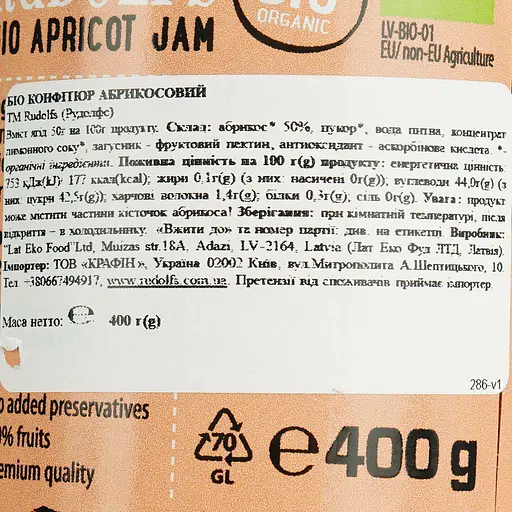 BIO
ORGANIC
IO APRICOT JAM
LV-BIO-01
EU/ non-EU Agriculture
БІО КОНФІТЮР АБРИКОСОВИЙ
ТМ Rudolfs (Рудолфс)
Вміст ягід 50г на 100г продукту. Склад: абрикос* 50%, цукор*, вода питна, концентрат
лимонного соку*, загусник - фруктовий пектин, антиоксидант - аскорбінова кислота. *-
органічні інгредієнти. Поживна цінність на 100 г(g) продукту: енергетична цінність
753 кДж(kJ)/ 177 ккал(kcal); жири 0,1г(g) (з них: насичені 0г(g)); вуглеводи 44,0г(g) (з
них: цукри 42,5г(g)); харчові волокна 1,4г(g); білки 0,3г(g); сіль 0г(g). Увага: продукт
може містити частини кісточок абрикоса! Зберігання: при кімнатній температурі, після
відкриття - в холодильнику. «Вжити до» та номер партії: див. на етикетці. Виробник:
"Lat Eko Food"Ltd, Muizas str.18A, Adazi, LV-2164, Latvia (Лат Еко Фуд ЛТД, Латвія).
Імпортер: ТОВ «КРАФІН», Україна 02002 Київ, вул.Митрополита А.Шептицького, 10.
Тел +380667494917, www.rudolfs.com.ua. Претензії від споживачів приймає імпортер.
Маса нетто: ℮ 400 г(g)
286-v1
o added preservatives
% fruits
emium quality
70
GL
℮400 g